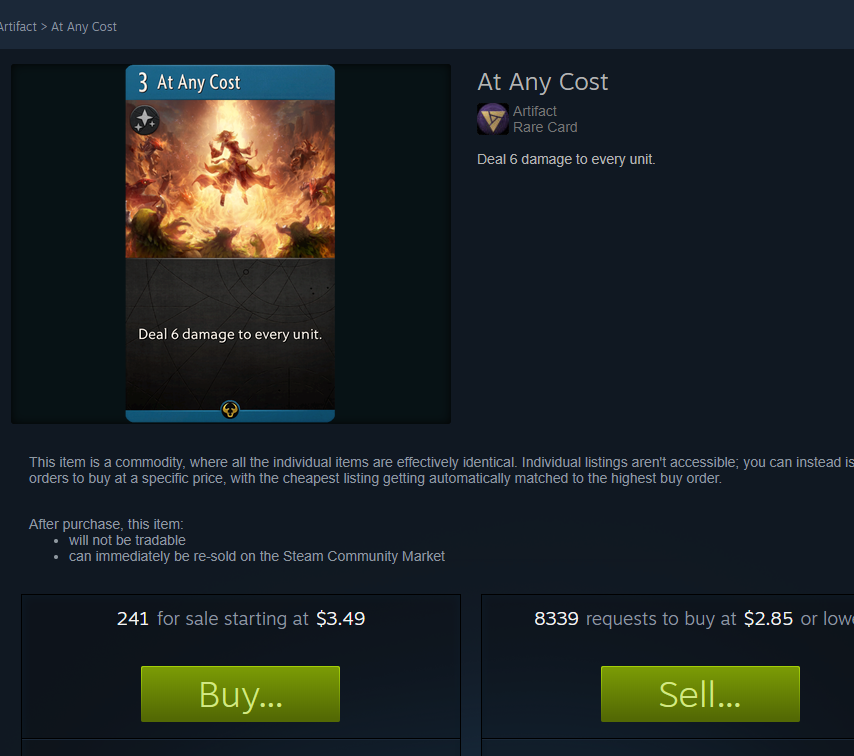 Artifact > At Any Cost
3 At Any Cost
Deal 6 damage to every unit.
At Any Cost
Artifact
Rare Card
Deal 6 damage to every unit.
This item is a commodity, where all the individual items are effectively identical. Individual listings aren't accessible; you can instead is
orders to buy at a specific price, with the cheapest listing getting automatically matched to the highest buy order.
After purchase, this item:
• will not be tradable
• can immediately be re-sold on the Steam Community Market
241 for sale starting at $3.49
Buy...
8339 requests to buy at $2.85 or lowe
Sell...